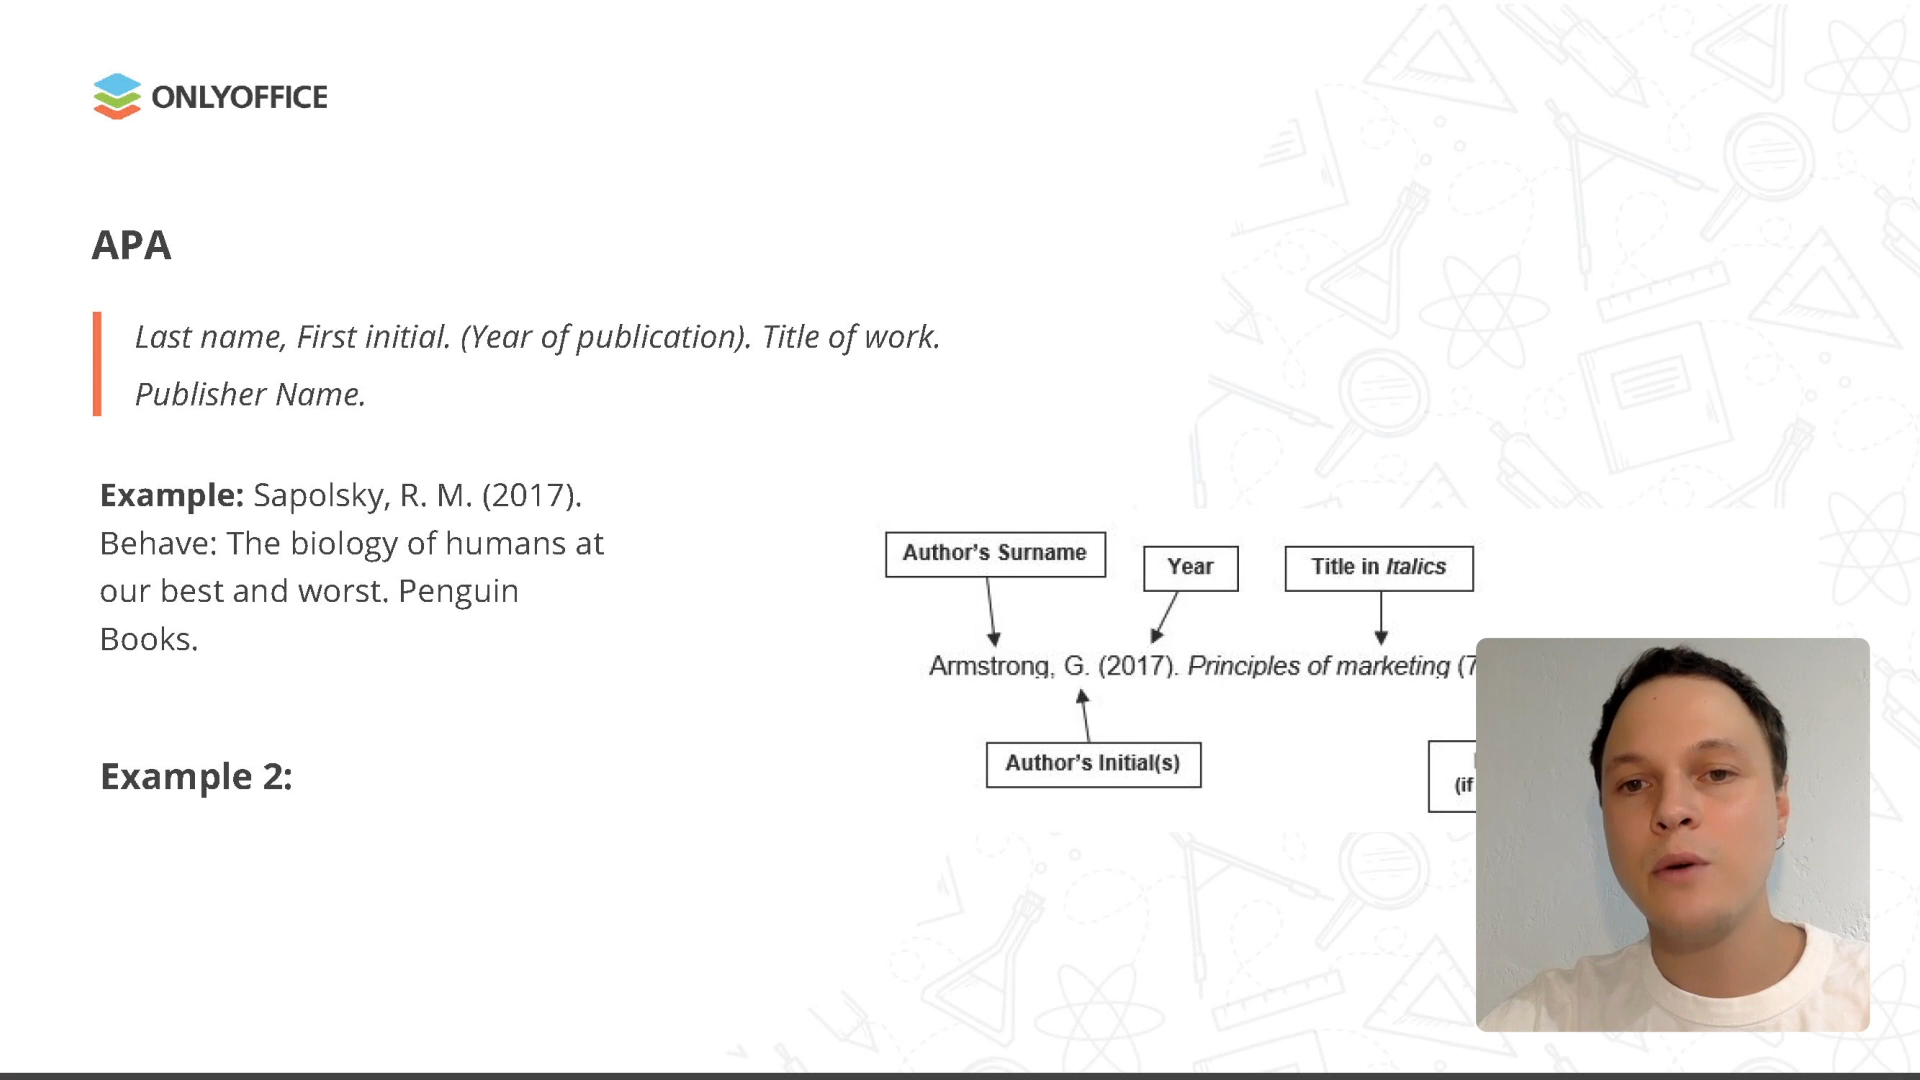 ONLYOFFICE
APA
Last name, First initial. (Year of publication). Title of work.
Publisher Name.
Example: Sapolsky, R. M. (2017).
Behave: The biology of humans at
our best and worst. Penguin
Books.
Example 2:
Author's Surname
Year
Title in Italics
Armstrong, G. (2017). Principles of marketing (7
Author's Initial(s)
(if